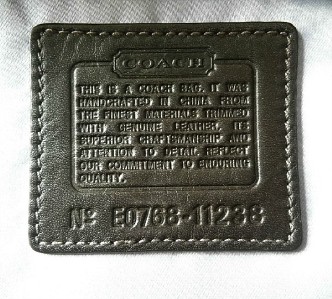 COACH
THIS IS A COACH BAG. IT WAS
HANDCRAFTED IN CHINA FROM
THE FINEST MATERIALS TRIMMED
WITH GENUINE LEATHER. ITS
SUPERIOR CRAFTSMANSHIP AND
ATTENTION TO DETAIL REFLECT
OUR COMMITMENT TO ENDURING
QUALITY.
Nº E0768-11286